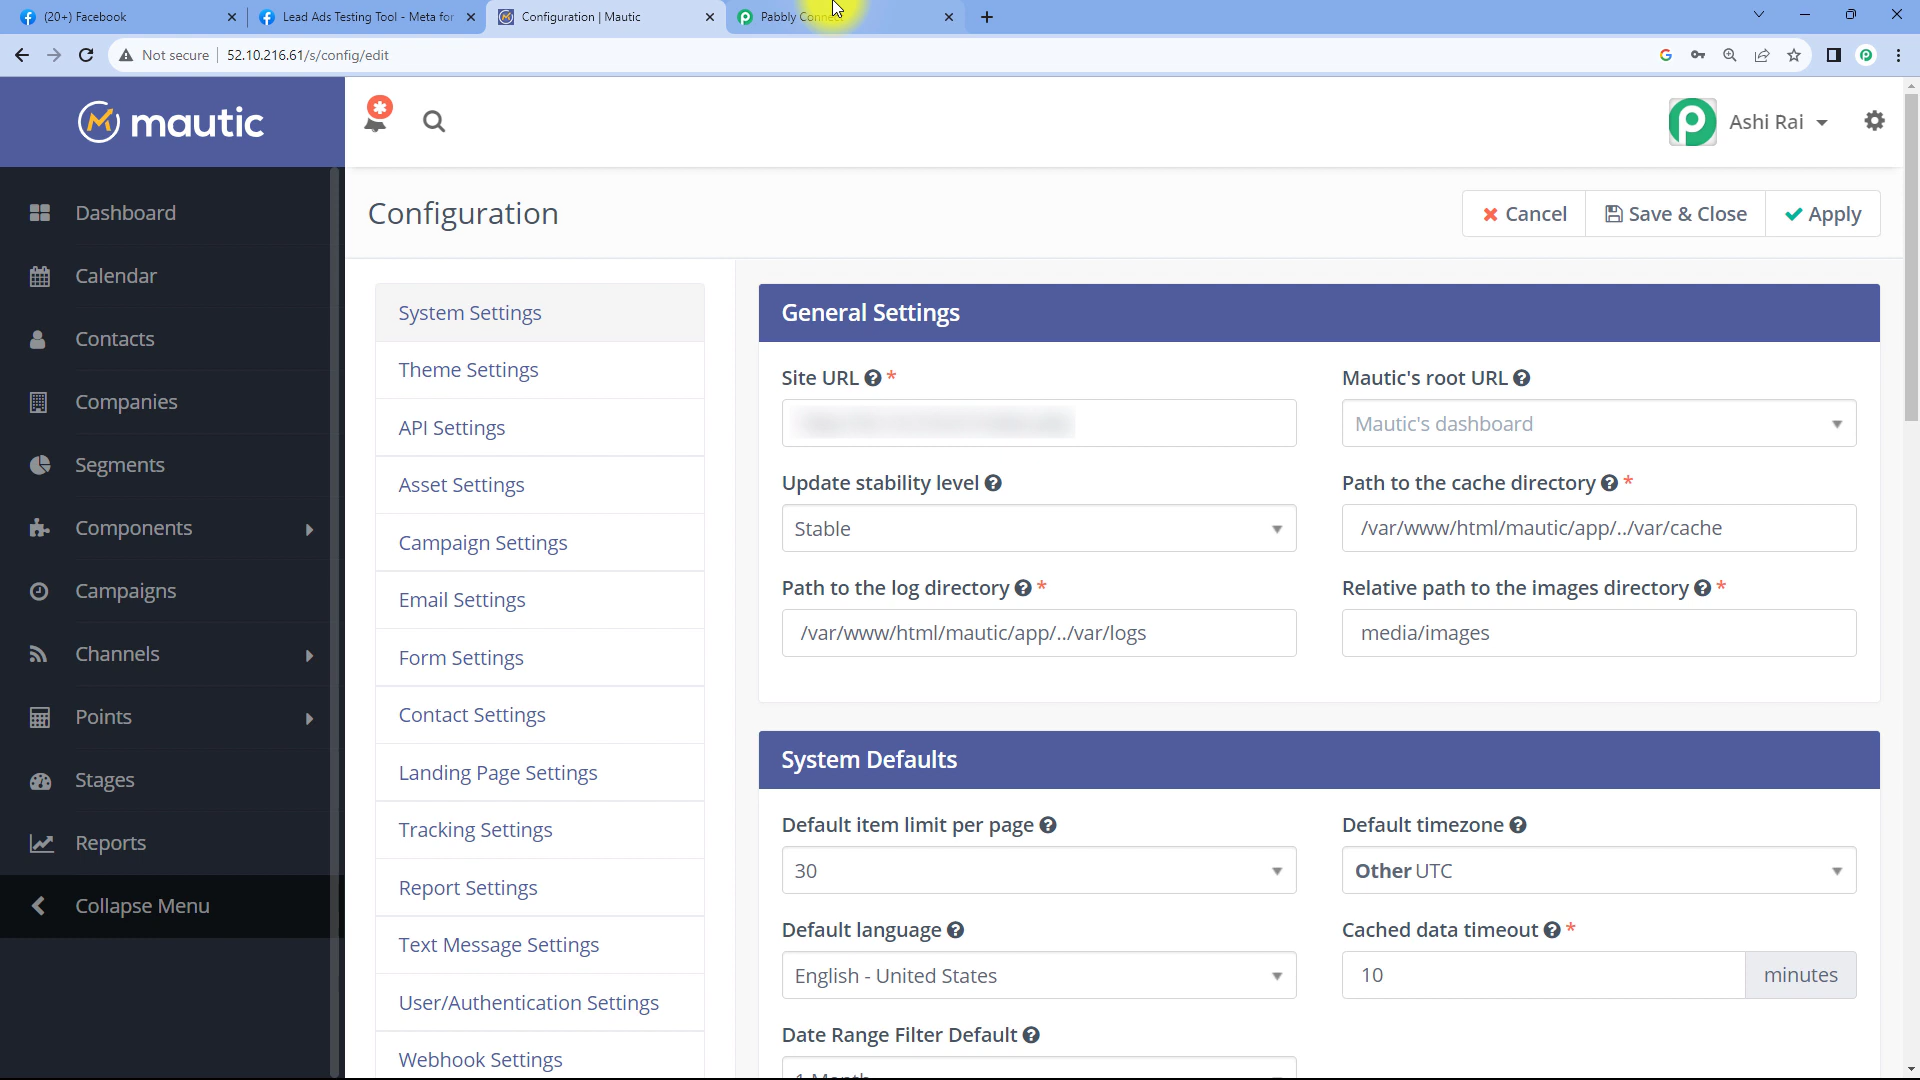 (20+) Facebook
Lead Ads Testing Tool - Meta for
Configuration | Mautic
Pabbly Connect
Not secure
52.10.216.61/s/config/edit
mautic
Ashi Rai
Dashboard
Calendar
Contacts
Companies
Segments
Components
Campaigns
Channels
Points
Stages
Reports
Collapse Menu
Configuration
Cancel
Save & Close
Apply
System Settings
Theme Settings
API Settings
Asset Settings
Campaign Settings
Email Settings
Form Settings
Contact Settings
Landing Page Settings
Tracking Settings
Report Settings
Text Message Settings
User/Authentication Settings
Webhook Settings
General Settings
Site URL *
Mautic's root URL
Mautic's dashboard
Update stability level
Stable
Path to the cache directory *
/var/www/html/mautic/app/../var/cache
Path to the log directory *
/var/www/html/mautic/app/../var/logs
Relative path to the images directory *
media/images
System Defaults
Default item limit per page
30
Default timezone
Other UTC
Default language
English - United States
Cached data timeout *
10
minutes
Date Range Filter Default
1 Month